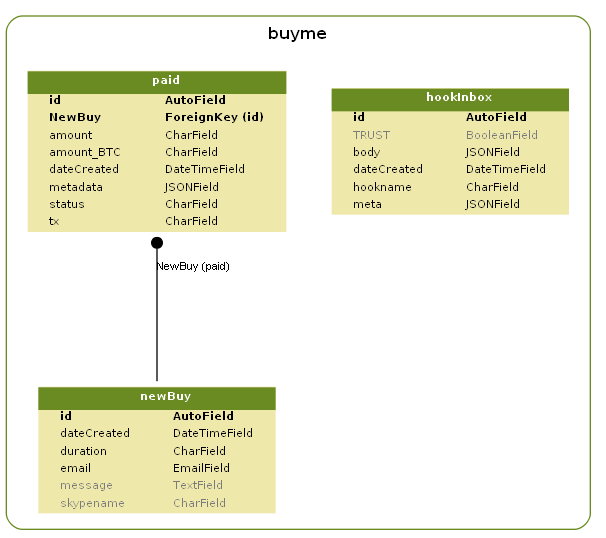 buyme
paid
id AutoField
NewBuy ForeignKey (id)
amount CharField
amount_BTC CharField
dateCreated DateTimeField
metadata JSONField
status CharField
tx CharField
hookInbox
id AutoField
TRUST BooleanField
body JSONField
dateCreated DateTimeField
hookname CharField
meta JSONField
NewBuy (paid)
newBuy
id AutoField
dateCreated DateTimeField
duration CharField
email EmailField
message TextField
skypename CharField